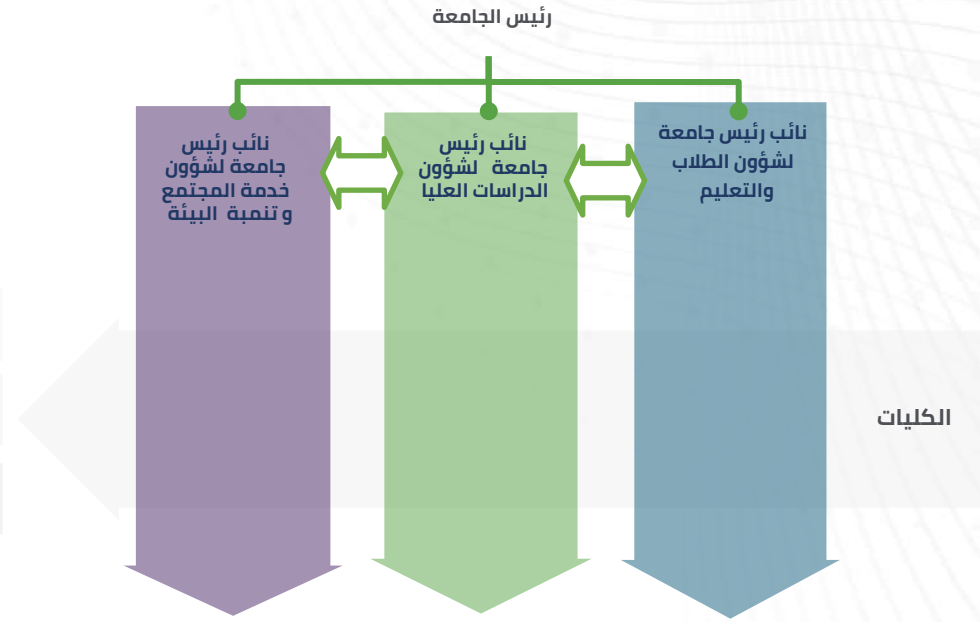 رئيس الجامعة
نائب رئيس جامعة
لشؤون الطلاب
والتعليم
نائب رئيس
جامعة لشؤون
الدراسات العليا
نائب رئيس
جامعة لشؤون
خدمة المجتمع
و تنمبة البيئة
الكليات